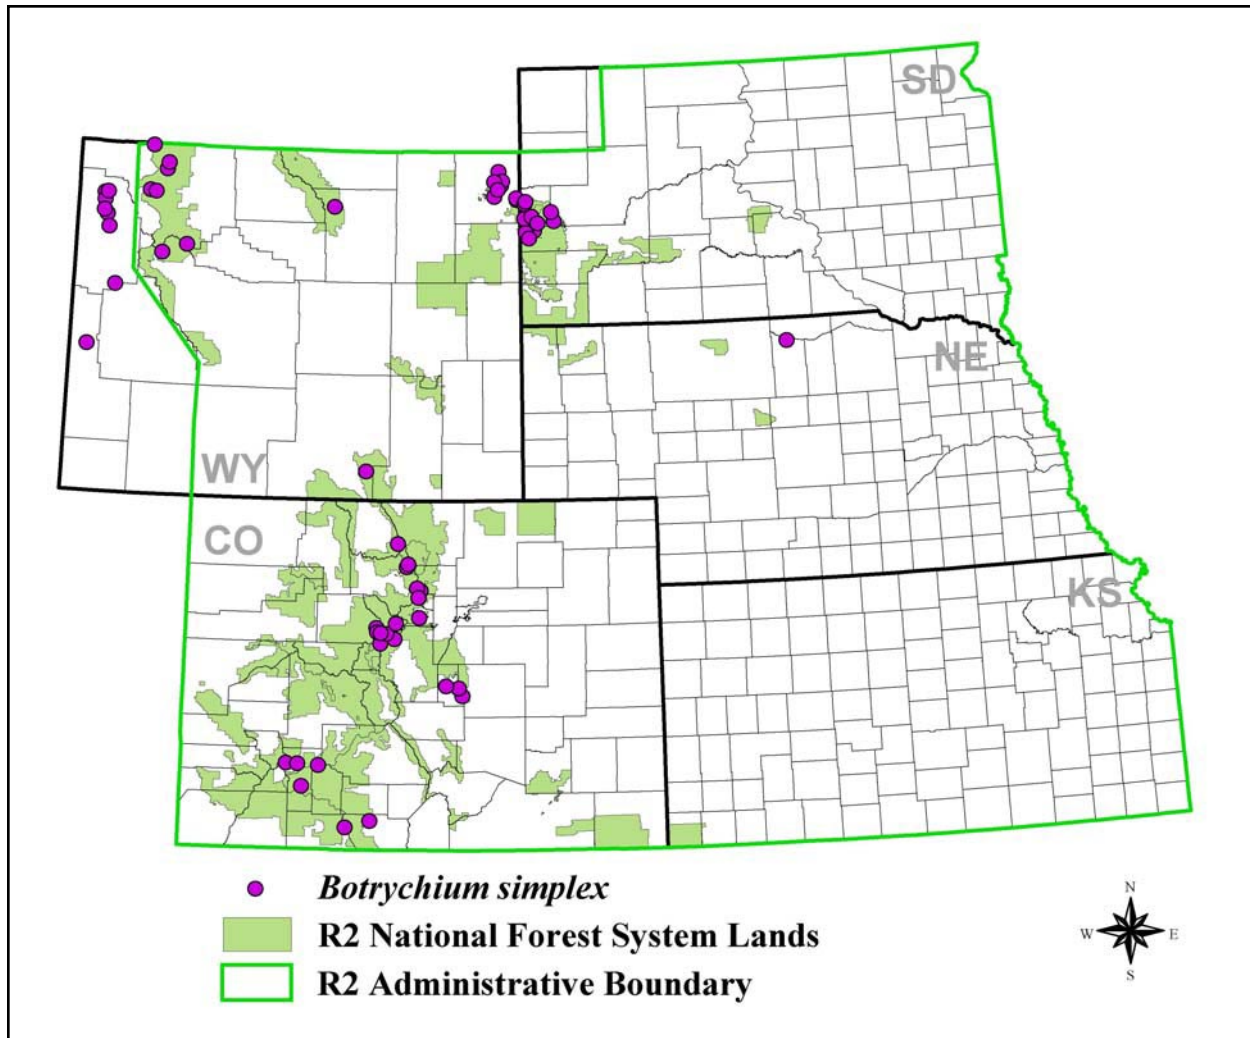 SD
NE
WY
CO
KS
Botrychium simplex
R2 National Forest System Lands
R2 Administrative Boundary
N
W E
S